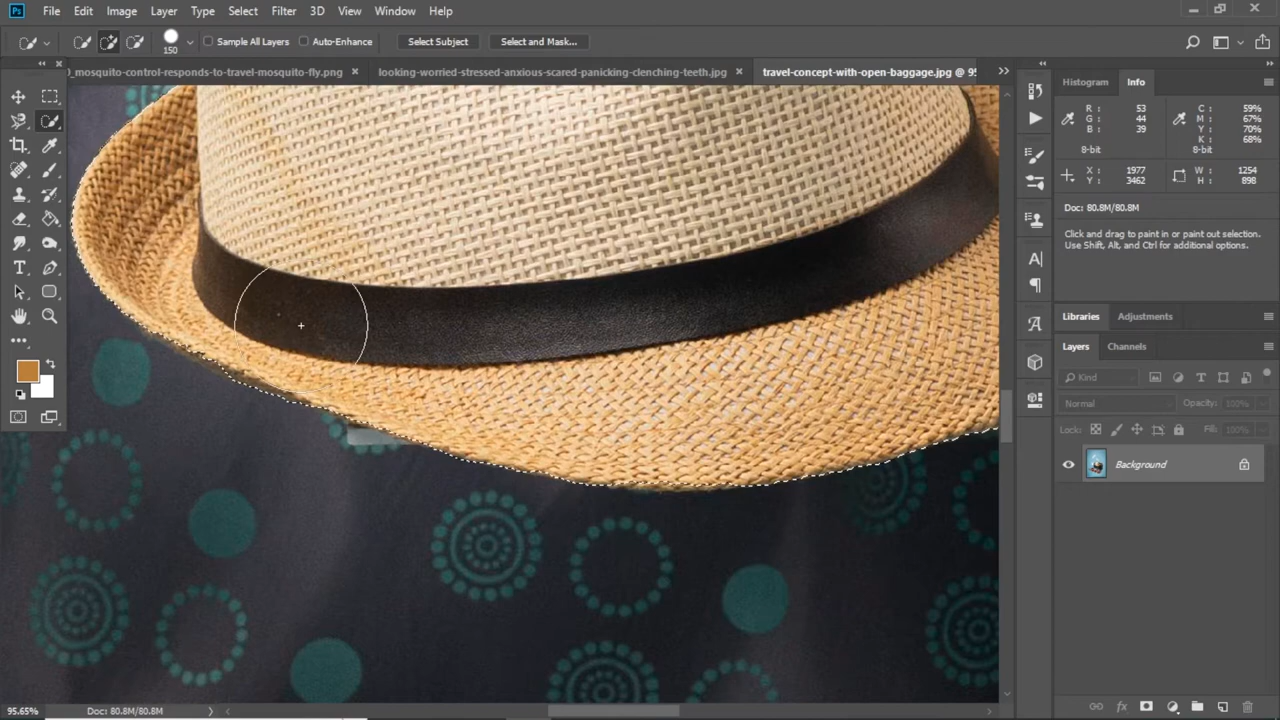 Ps File Edit Image Layer Type Select Filter 3D View Window Help
150 Sample All Layers Auto-Enhance Select Subject Select and Mask...
_mosquito-control-responds-to-travel-mosquito-fly.png × looking-worried-stressed-anxious-scared-panicking-clenching-teeth.jpg × travel-concept-with-open-baggage.jpg @ 95 »
Histogram Info
R : 53 C : 59%
G : 44 M : 67%
B : 39 Y : 70%
K : 68%
8-bit 8-bit
X : 1977 W : 1254
Y : 3462 H : 898
Doc: 80.8M/80.8M
Click and drag to paint in or paint out selection.
Use Shift, Alt, and Ctrl for additional options.
Libraries Adjustments
Layers Channels
Kind
Normal Opacity: 100%
Lock: Fill: 100%
Background
95.65% Doc: 80.8M/80.8M